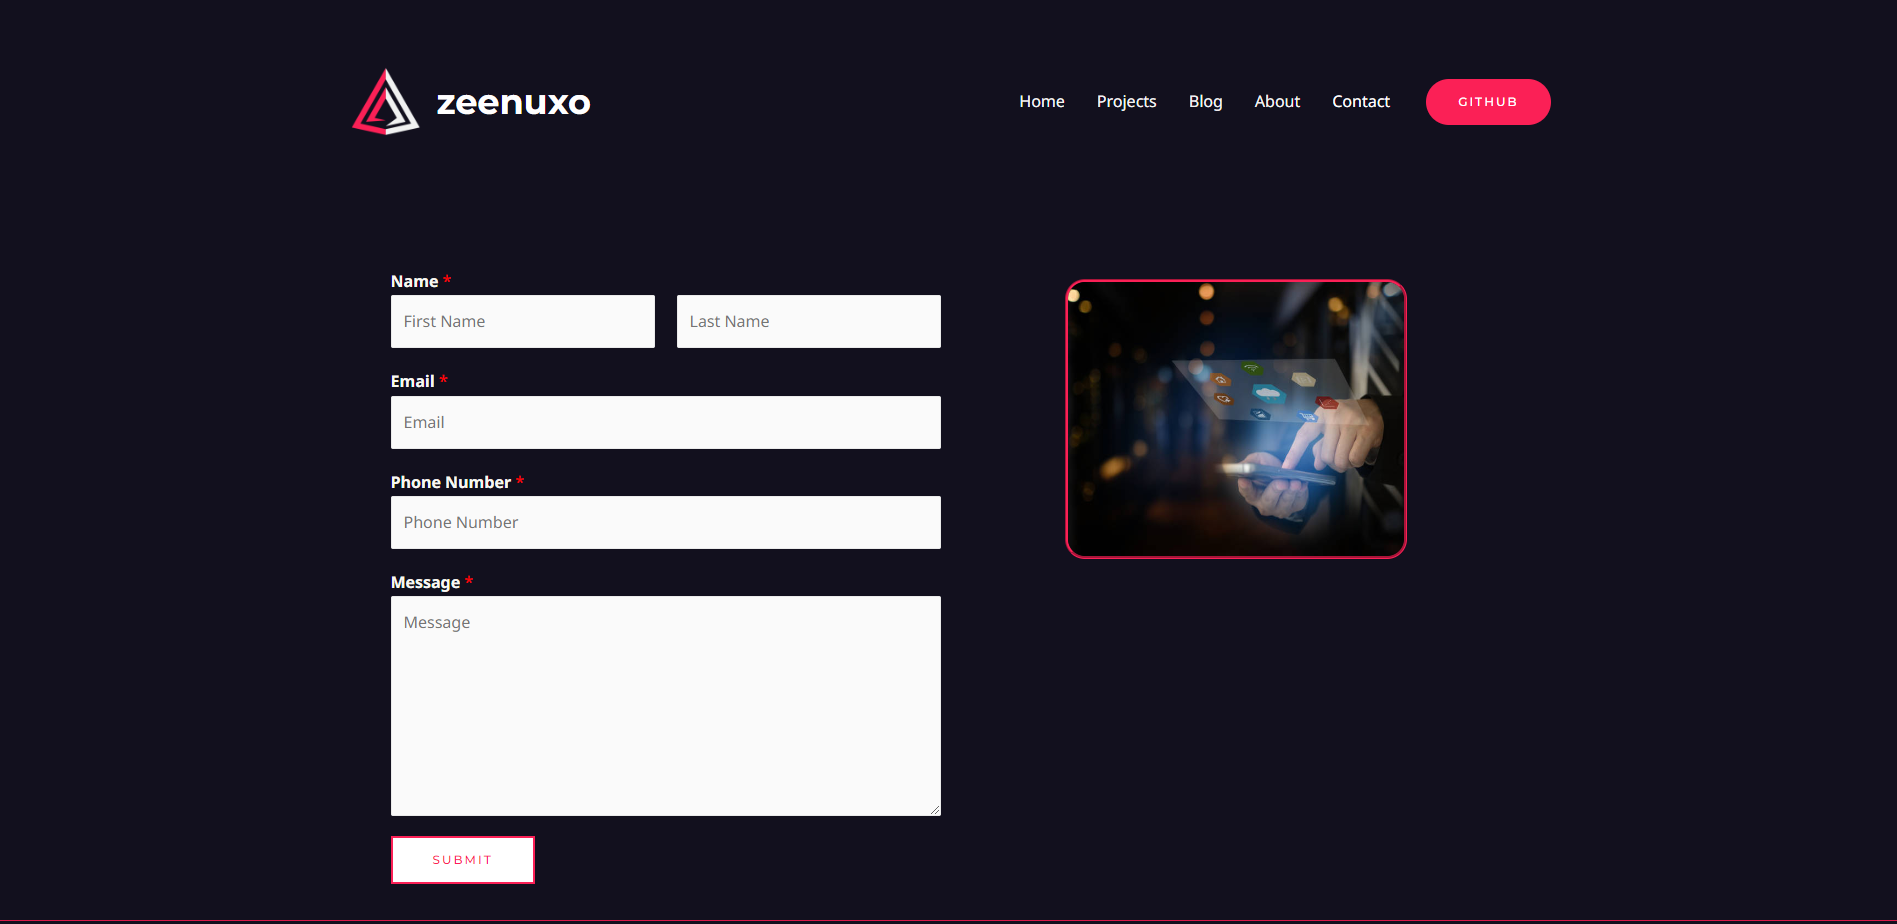 zeenuxo
Home Projects Blog About Contact GITHUB
Name *
First Name Last Name
Email *
Email
Phone Number *
Phone Number
Message *
Message
SUBMIT